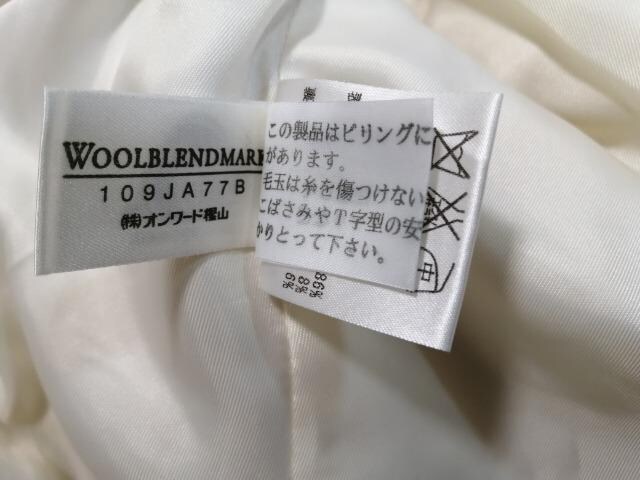 WOOLBLENDMARK
109JA77B
(株)オンワード樫山
この製品はピリングに
があります。
毛玉は糸を傷つけない
こばさみやT字型の安
かりとって下さい。
中